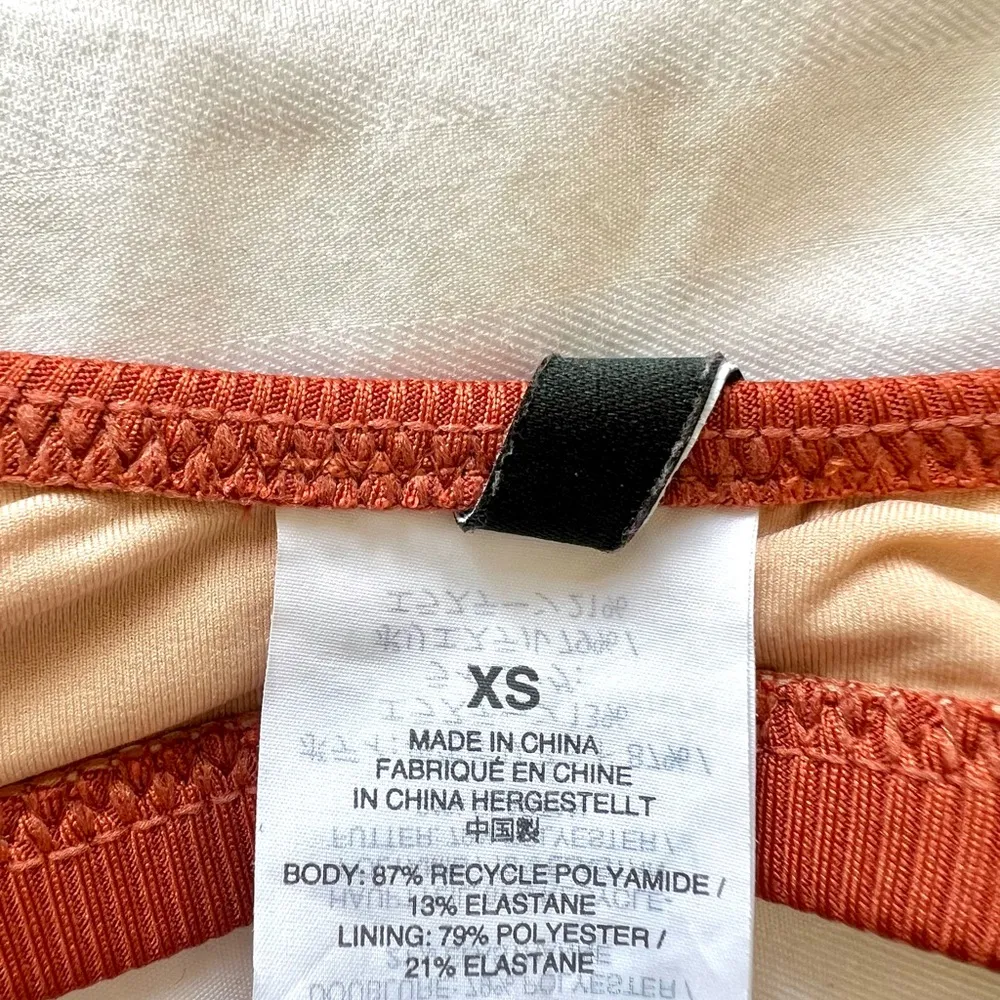 XS
MADE IN CHINA
FABRIQUÉ EN CHINE
IN CHINA HERGESTELLT
中国製
BODY: 87% RECYCLE POLYAMIDE /
13% ELASTANE
LINING: 79% POLYESTER /
21% ELASTANE